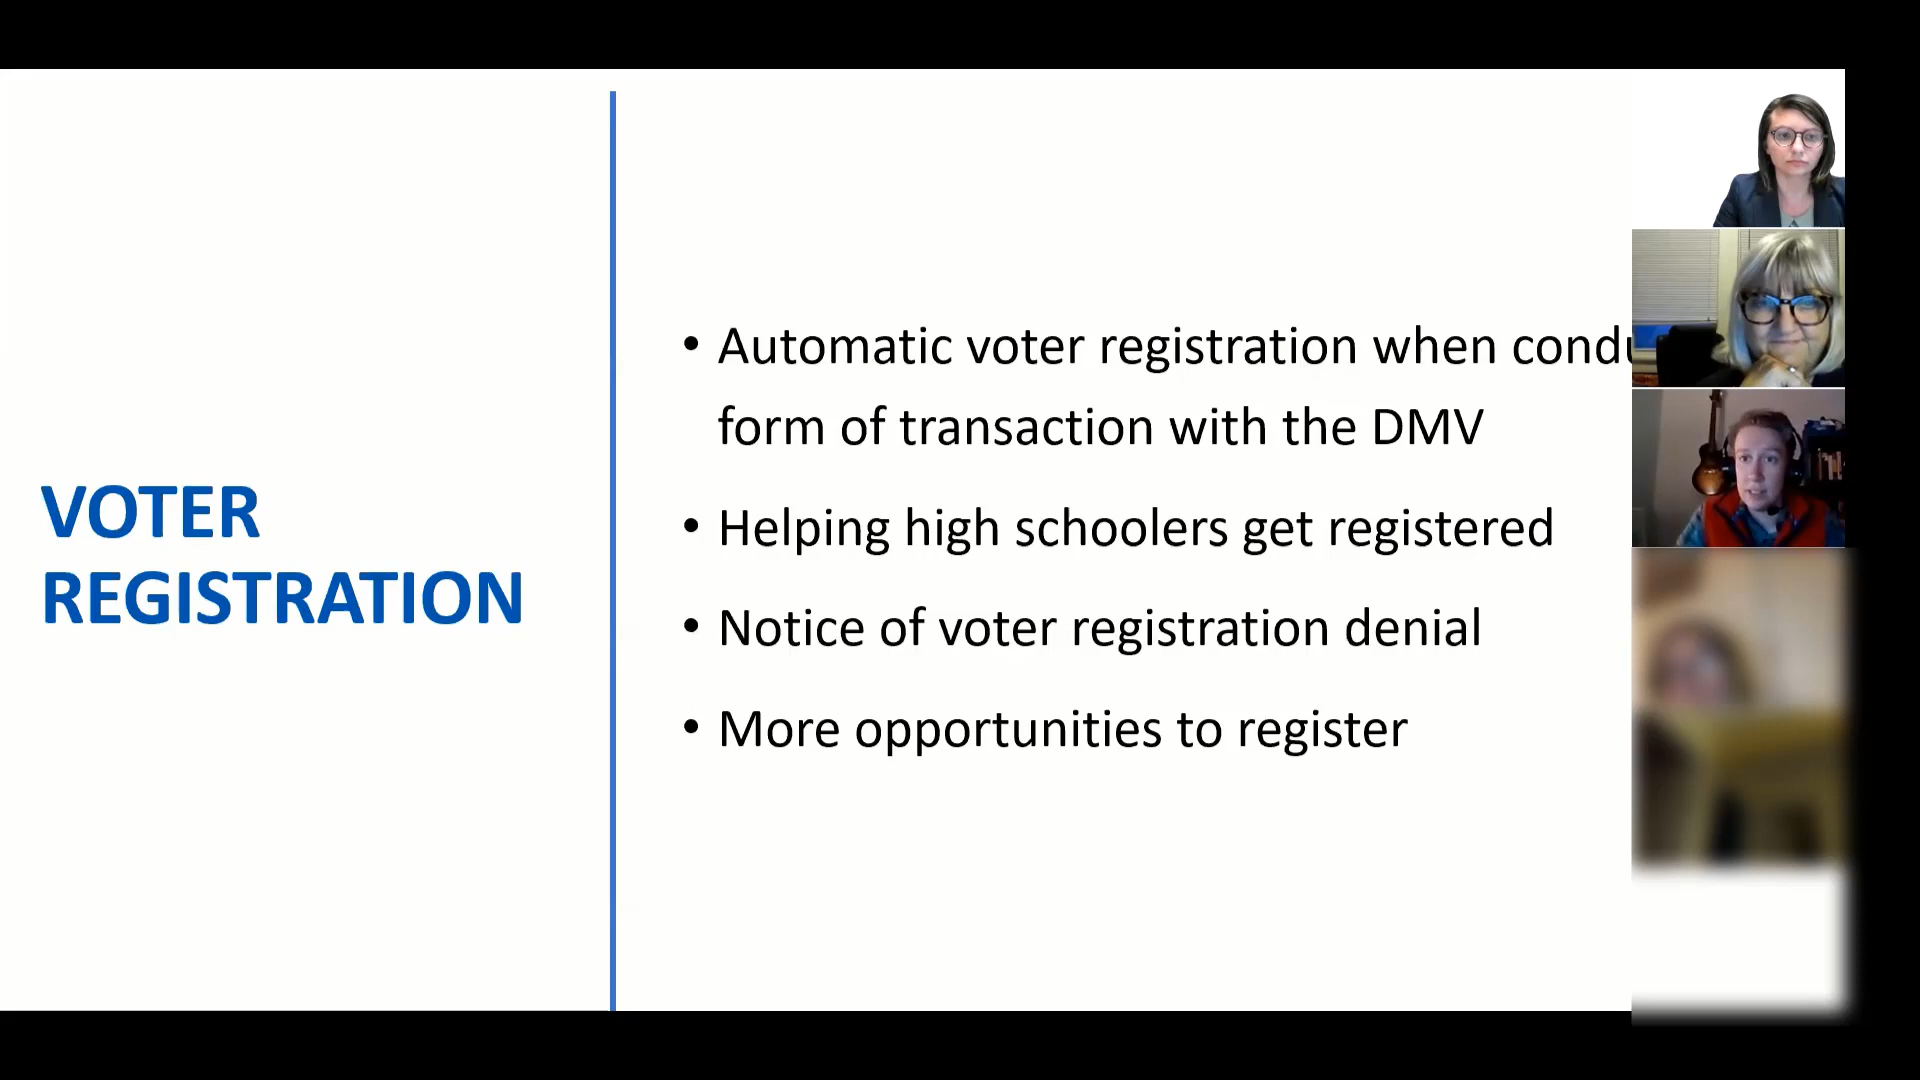 VOTER
REGISTRATION
• Automatic voter registration when
form of transaction with the DMV
• Helping high schoolers get registered
• Notice of voter registration denial
• More opportunities to register